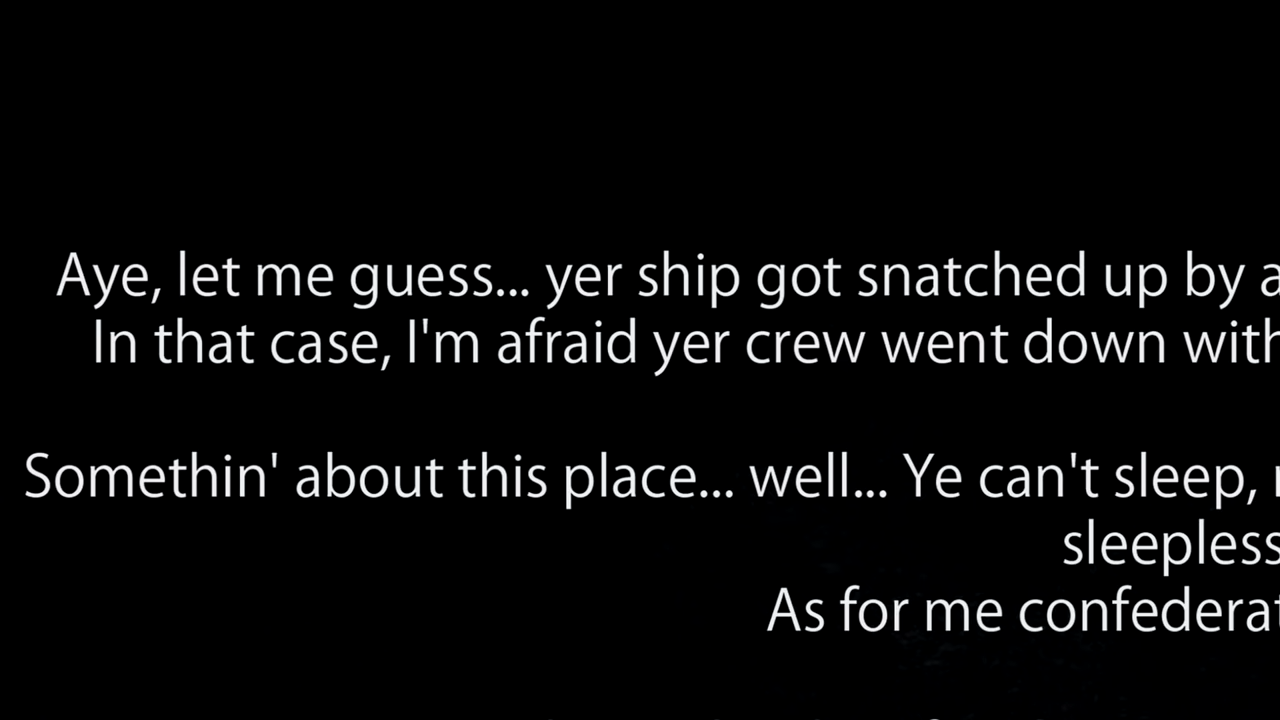 Aye, let me guess... yer ship got snatched up by a
In that case, I'm afraid yer crew went down with
Somethin' about this place... well... Ye can't sleep,
sleepless
As for me confederat